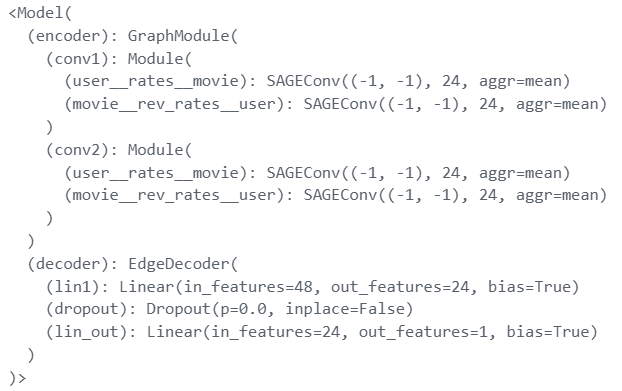 <Model(
  (encoder): GraphModule(
    (conv1): Module(
      (user__rates__movie): SAGEConv((-1, -1), 24, aggr=mean)
      (movie__rev_rates__user): SAGEConv((-1, -1), 24, aggr=mean)
    )
    (conv2): Module(
      (user__rates__movie): SAGEConv((-1, -1), 24, aggr=mean)
      (movie__rev_rates__user): SAGEConv((-1, -1), 24, aggr=mean)
    )
  )
  (decoder): EdgeDecoder(
    (lin1): Linear(in_features=48, out_features=24, bias=True)
    (dropout): Dropout(p=0.0, inplace=False)
    (lin_out): Linear(in_features=24, out_features=1, bias=True)
  )
)>